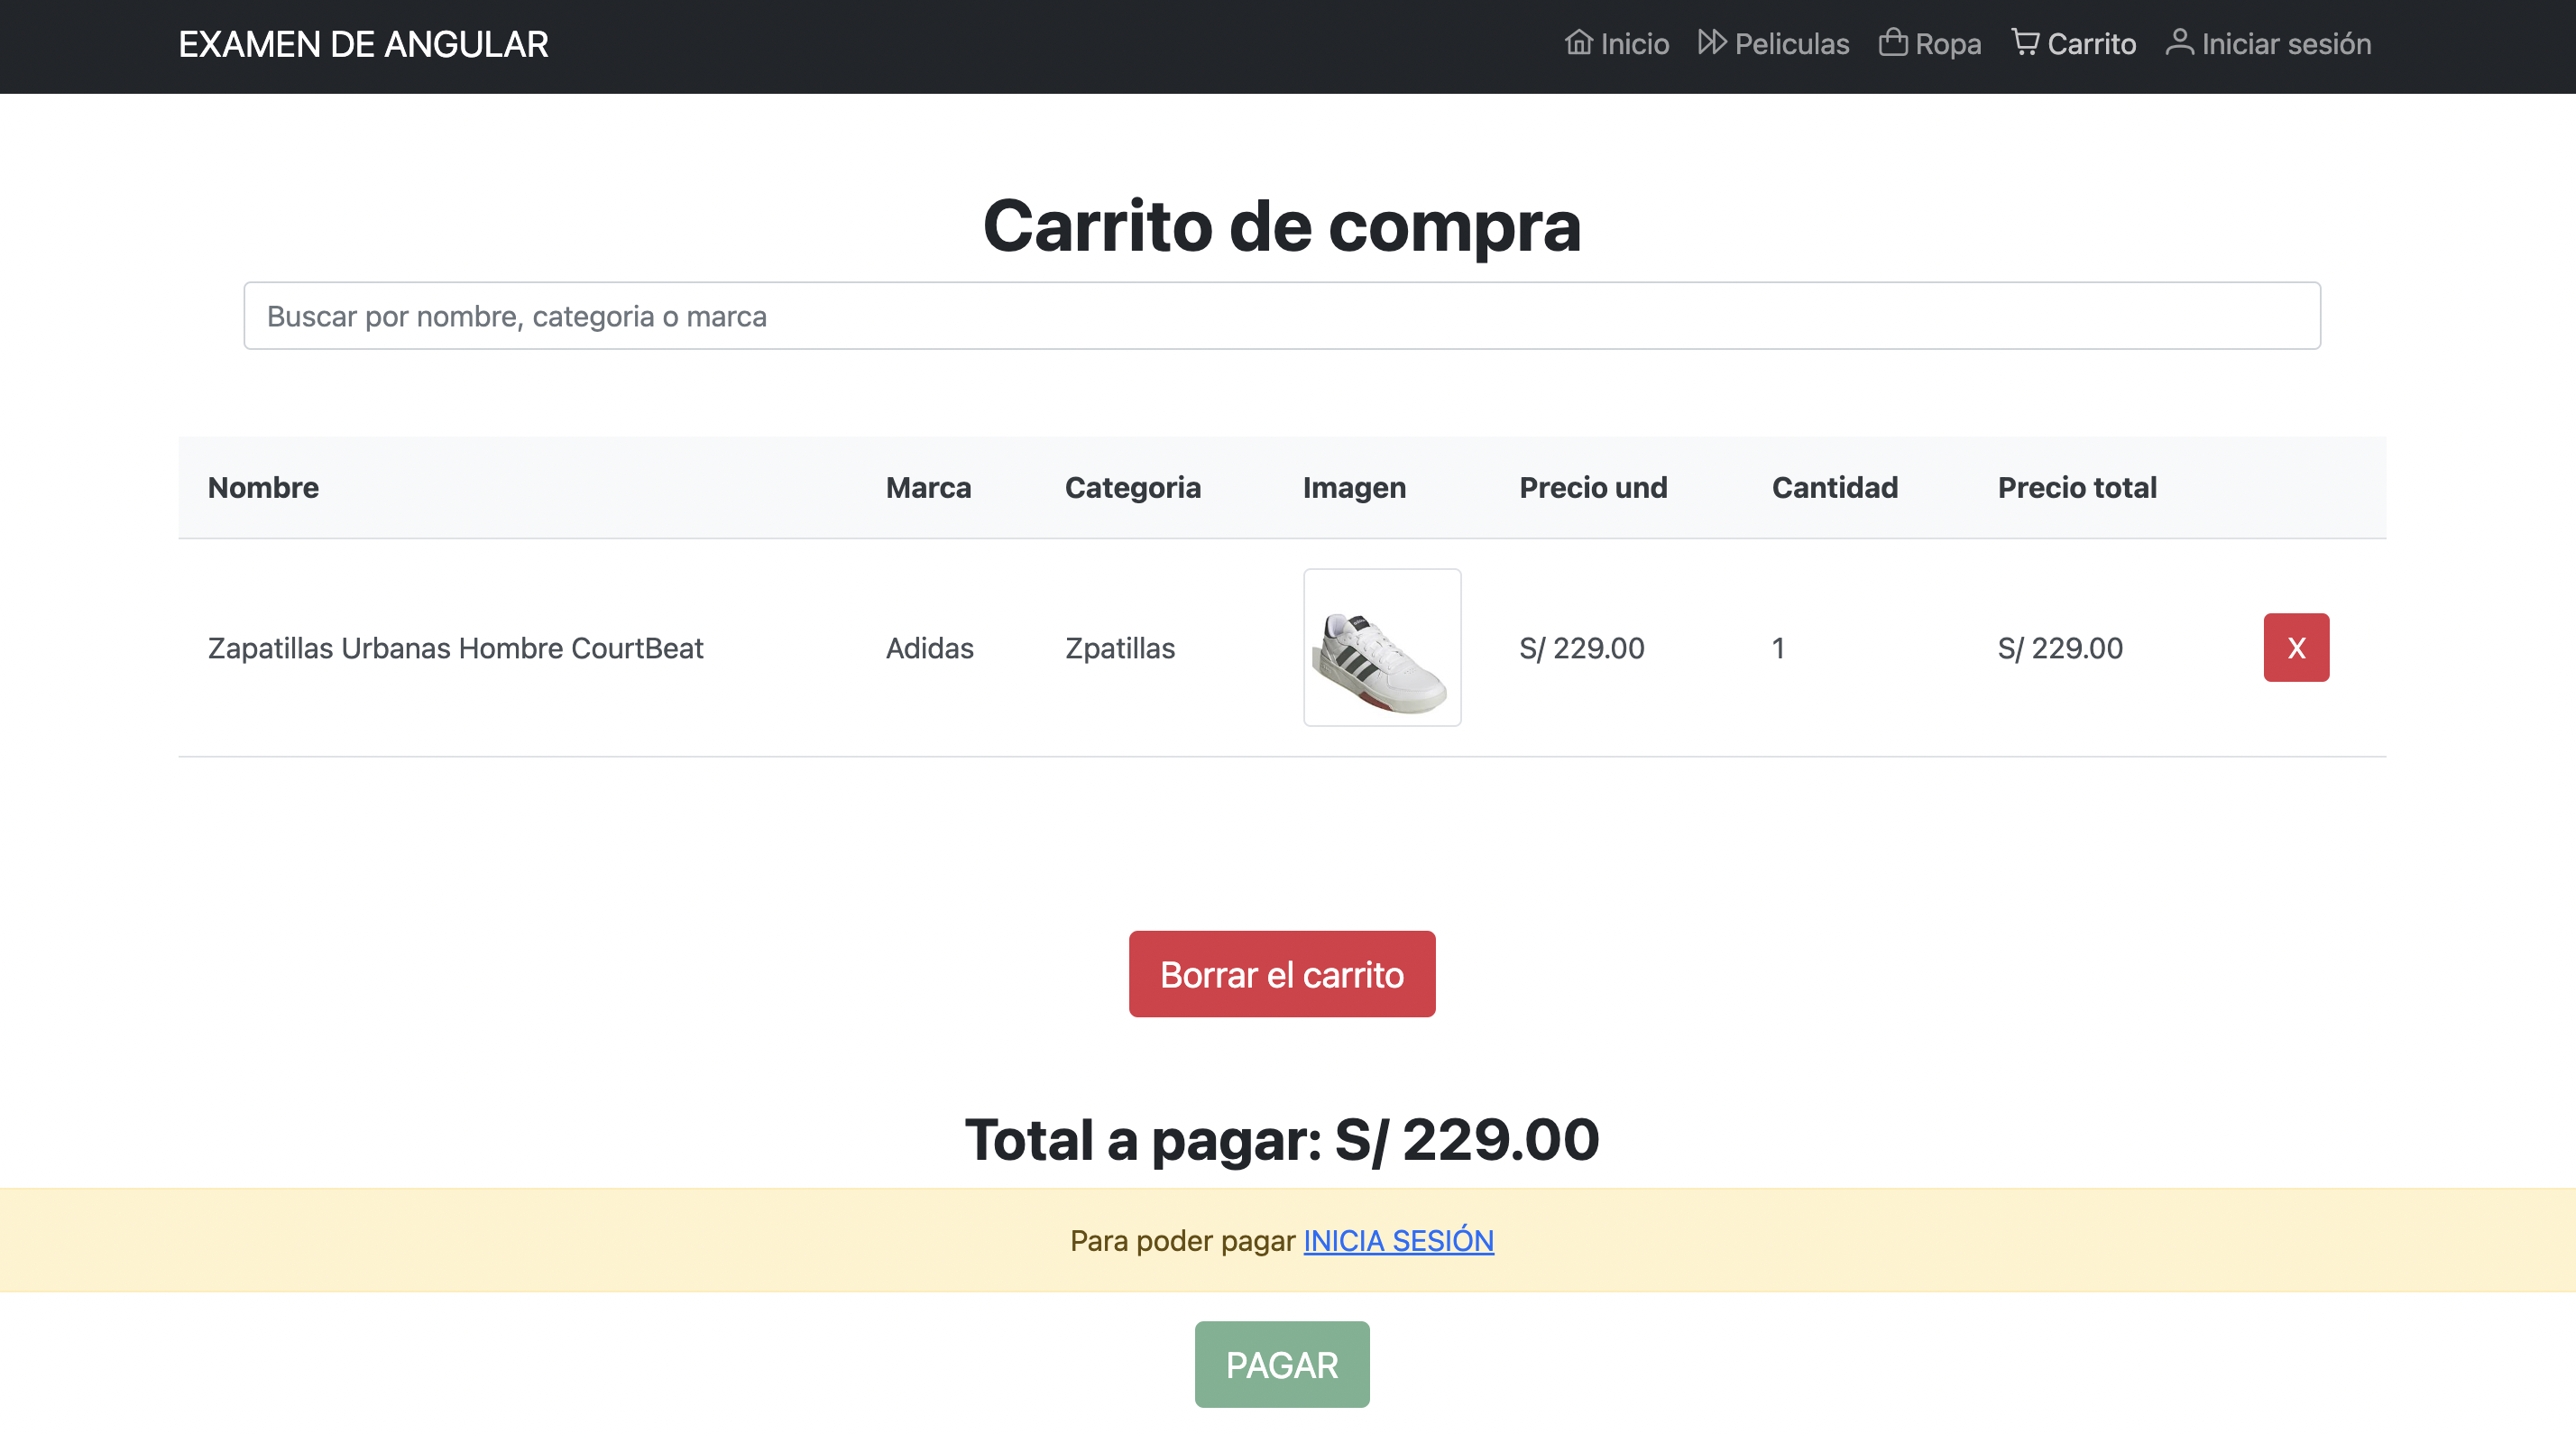 EXAMEN DE ANGULAR
Inicio Peliculas Ropa Carrito Iniciar sesión
Carrito de compra
Buscar por nombre, categoria o marca
Nombre Marca Categoria Imagen Precio und Cantidad Precio total
Zapatillas Urbanas Hombre CourtBeat Adidas Zpatillas S/ 229.00 1 S/ 229.00 X
Borrar el carrito
Total a pagar: S/ 229.00
Para poder pagar INICIA SESIÓN
PAGAR